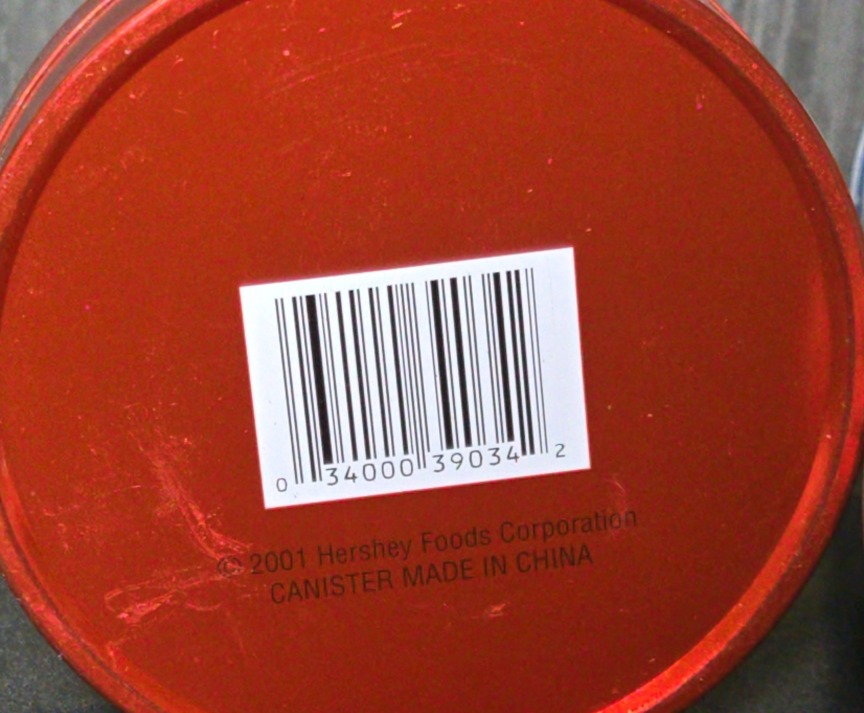 0 34000 39034 2
© 2001 Hershey Foods Corporation
CANISTER MADE IN CHINA